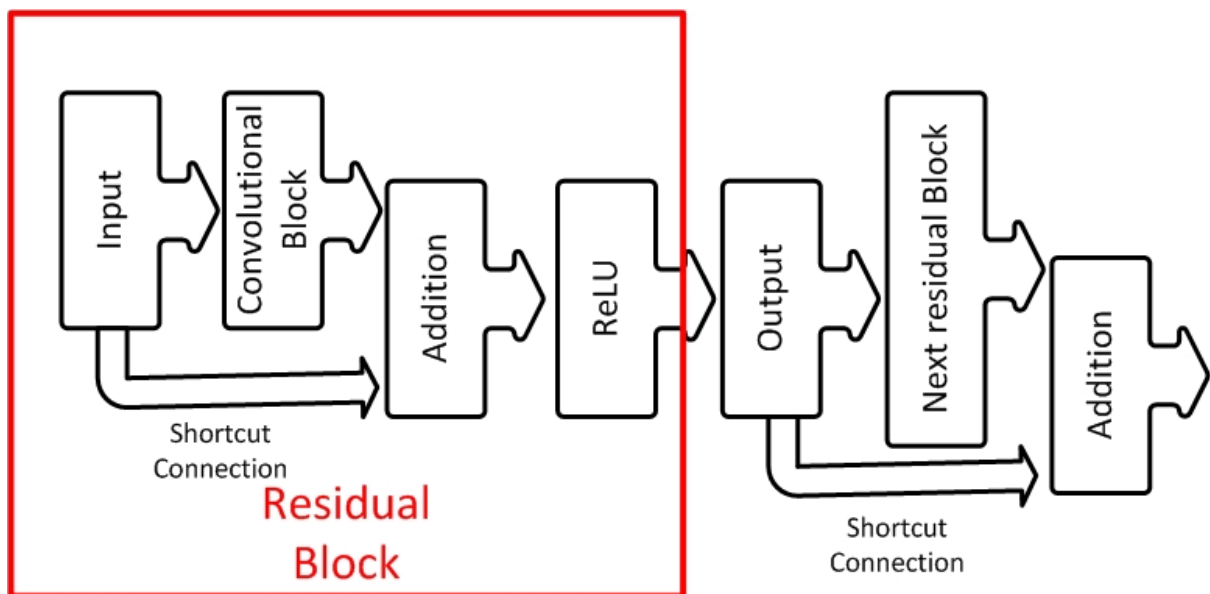 Input
Convolutional
Block
Addition
ReLU
Output
Next residual Block
Addition
Shortcut
Connection
Residual
Block
Shortcut
Connection